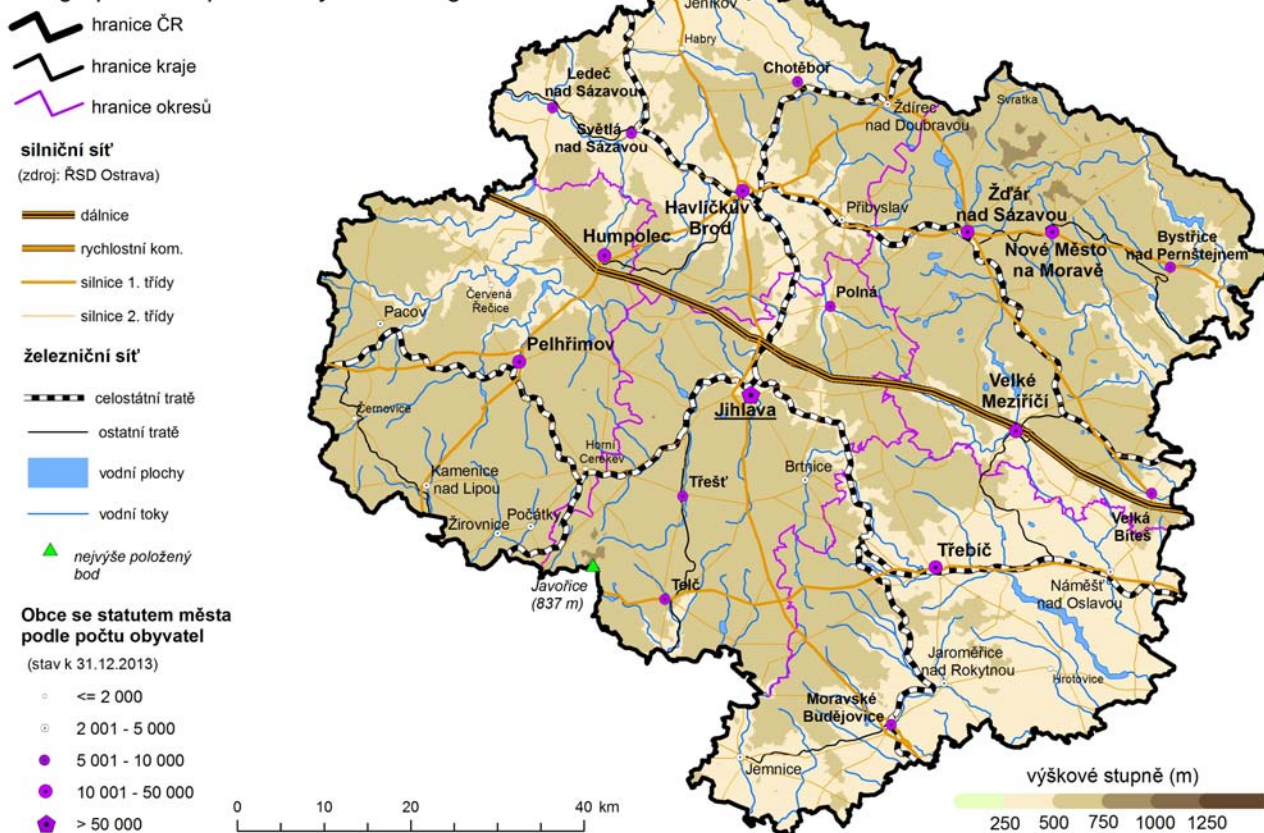 hranice ČR
hranice kraje
hranice okresů
silniční síť
(zdroj: ŘSD Ostrava)
dálnice
rychlostní kom.
silnice 1. třídy
silnice 2. třídy
železniční síť
celostátní tratě
ostatní tratě
vodní plochy
vodní toky
nejvýše položený
bod
Obce se statutem města
podle počtu obyvatel
(stav k 31.12.2013)
<= 2 000
2 001 - 5 000
5 001 - 10 000
10 001 - 50 000
> 50 000
Jeníkov
Habry
Chotěboř
Ledeč
nad Sázavou
Světlá
nad Sázavou
Ždírec
nad Doubravou
Svratka
Havlíčkův
Brod
Přibyslav
Žďár
nad Sázavou
Nové Město
na Moravě
Bystřice
nad Pernštejnem
Humpolec
Polná
Červená
Řečice
Pacov
Pelhřimov
Velké
Meziříčí
Jihlava
Černovice
Horní
Cerekev
Brtnice
Kamenice
nad Lipou
Třešť
Počátky
Žirovnice
Velká
Bíteš
Třebíč
Javořice
(837 m)
Telč
Náměšť
nad Oslavou
Jaroměřice
nad Rokytnou
Hrotovice
Moravské
Budějovice
Jemnice
0 10 20 40 km
výškové stupně (m)
250 500 750 1000 1250